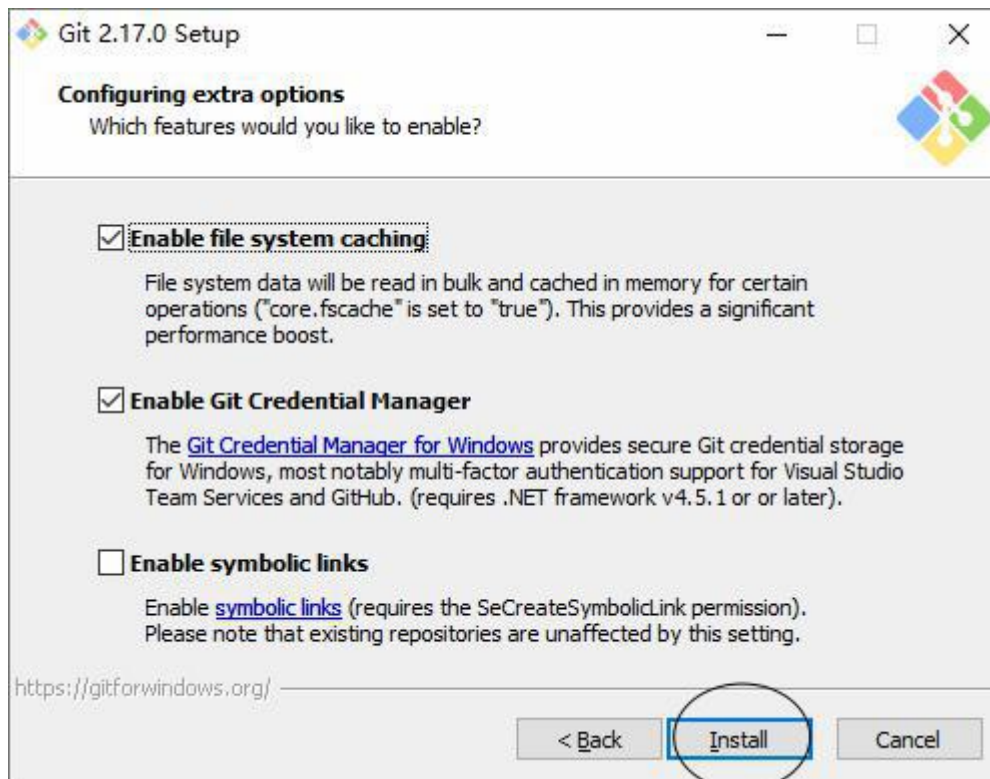 Git 2.17.0 Setup
Configuring extra options
Which features would you like to enable?
Enable file system caching
File system data will be read in bulk and cached in memory for certain
operations ("core.fscache" is set to "true"). This provides a significant
performance boost.
Enable Git Credential Manager
The Git Credential Manager for Windows provides secure Git credential storage
for Windows, most notably multi-factor authentication support for Visual Studio
Team Services and GitHub. (requires .NET framework v4.5.1 or or later).
Enable symbolic links
Enable symbolic links (requires the SeCreateSymbolicLink permission).
Please note that existing repositories are unaffected by this setting.
https://gitforwindows.org/
< Back Install Cancel